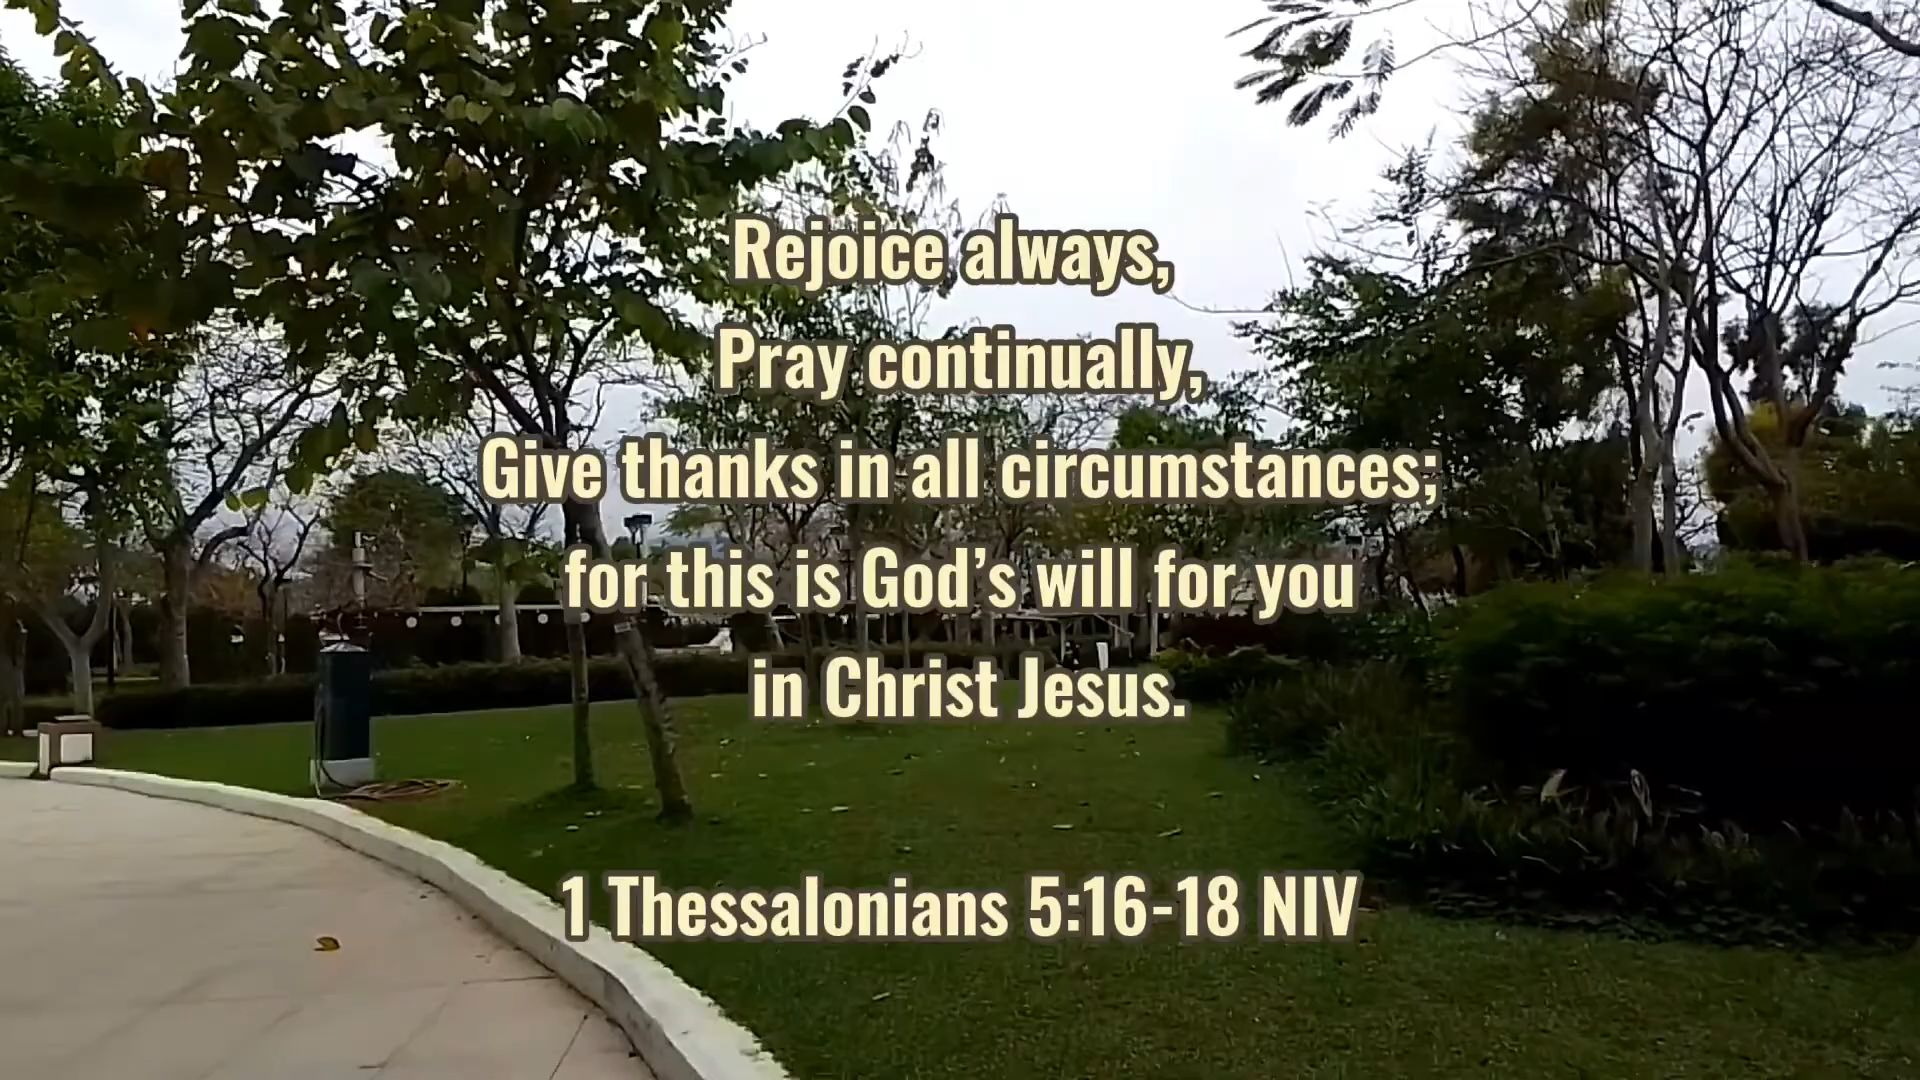 Rejoice always,
Pray continually,
Give thanks in all circumstances;
for this is God’s will for you
in Christ Jesus.
1 Thessalonians 5:16-18 NIV